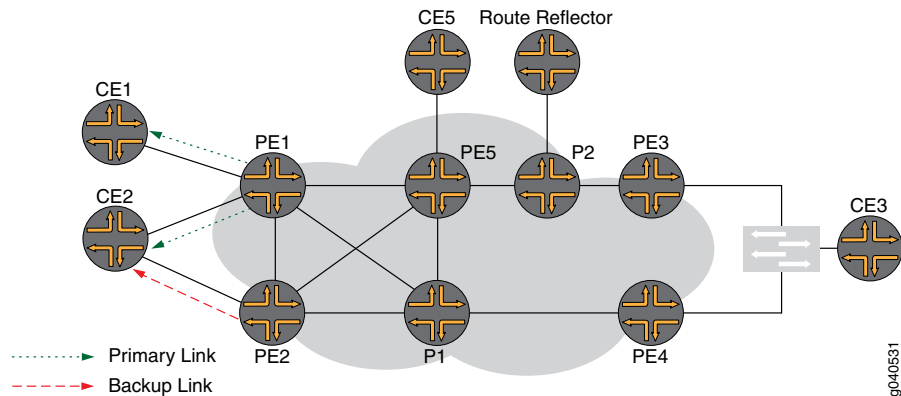 CE5
Route Reflector
CE1
PE1
PE5
P2
PE3
CE2
CE3
PE2
P1
PE4
Primary Link
Backup Link
g040531